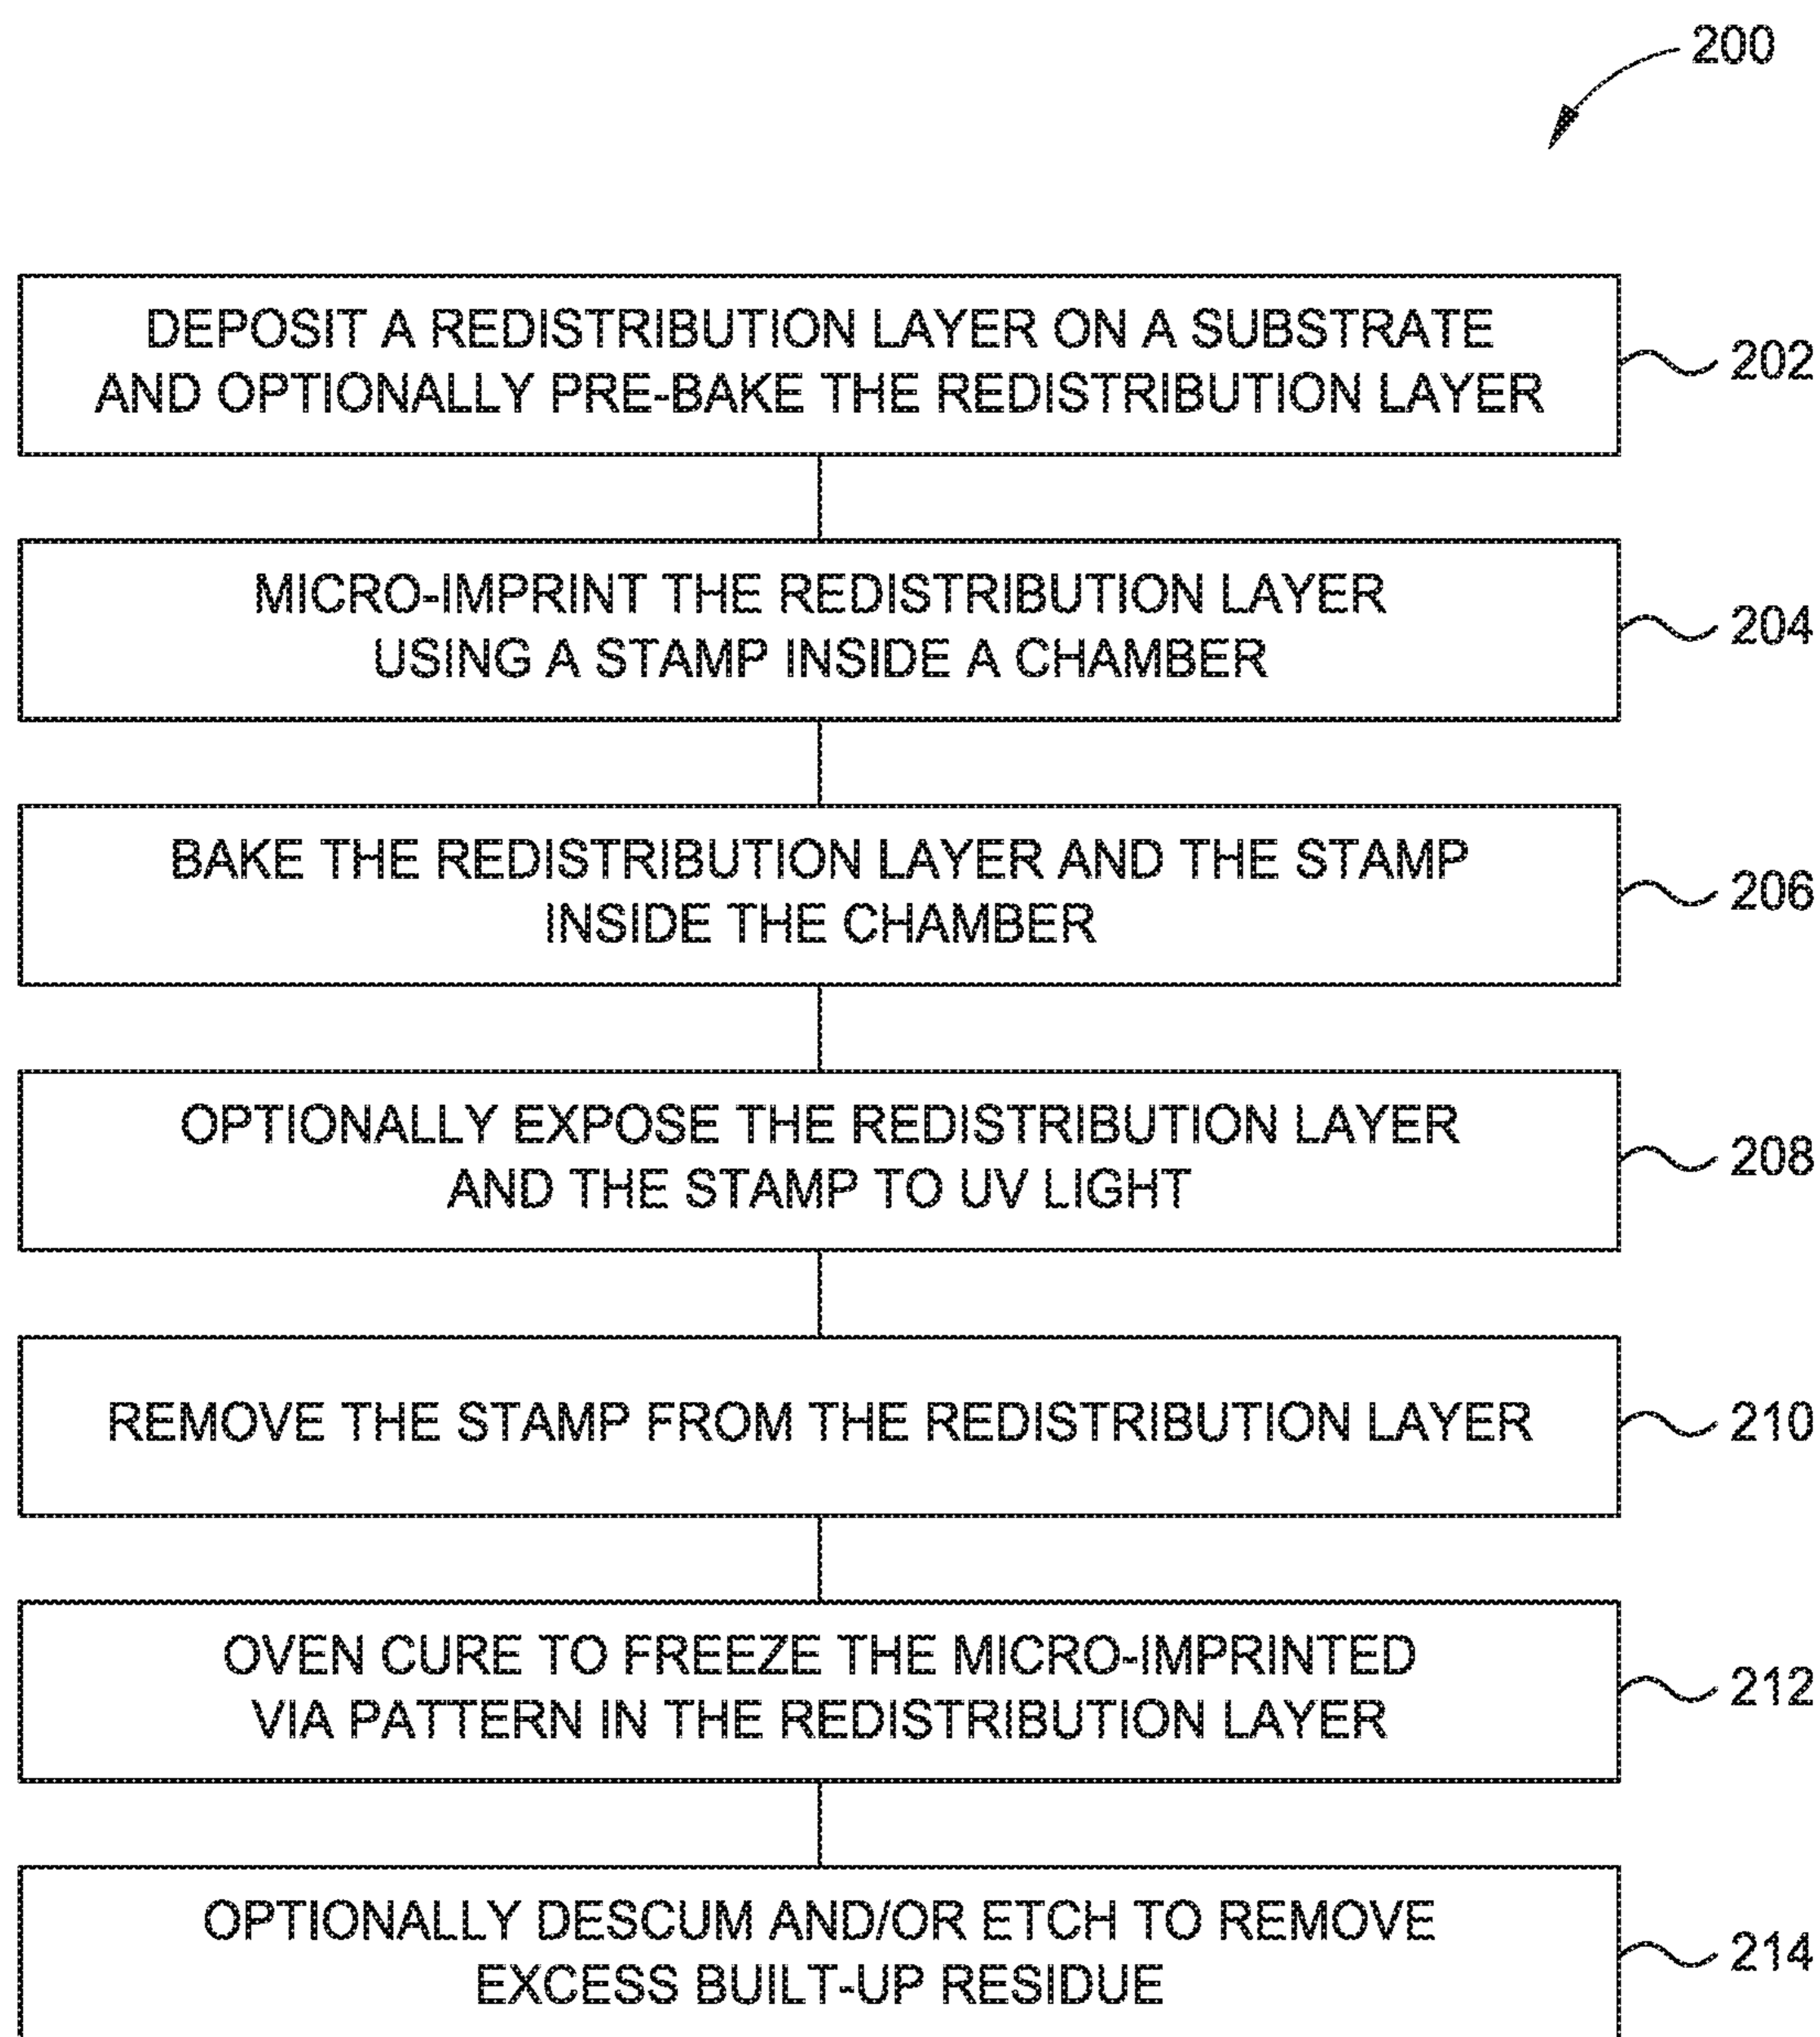 200
DEPOSIT A REDISTRIBUTION LAYER ON A SUBSTRATE
AND OPTIONALLY PRE-BAKE THE REDISTRIBUTION LAYER
202
MICRO-IMPRINT THE REDISTRIBUTION LAYER
USING A STAMP INSIDE A CHAMBER
204
BAKE THE REDISTRIBUTION LAYER AND THE STAMP
INSIDE THE CHAMBER
206
OPTIONALLY EXPOSE THE REDISTRIBUTION LAYER
AND THE STAMP TO UV LIGHT
208
REMOVE THE STAMP FROM THE REDISTRIBUTION LAYER
210
OVEN CURE TO FREEZE THE MICRO-IMPRINTED
VIA PATTERN IN THE REDISTRIBUTION LAYER
212
OPTIONALLY DESCUM AND/OR ETCH TO REMOVE
EXCESS BUILT-UP RESIDUE
214